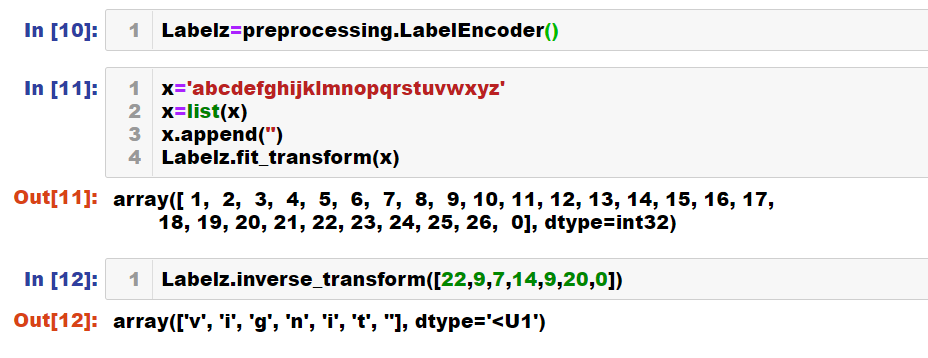 In [10]: 1 Labelz=preprocessing.LabelEncoder()
In [11]: 1 x='abcdefghijklmnopqrstuvwxyz'
2 x=list(x)
3 x.append('')
4 Labelz.fit_transform(x)
Out[11]: array([ 1, 2, 3, 4, 5, 6, 7, 8, 9, 10, 11, 12, 13, 14, 15, 16, 17,
18, 19, 20, 21, 22, 23, 24, 25, 26, 0], dtype=int32)
In [12]: 1 Labelz.inverse_transform([22,9,7,14,9,20,0])
Out[12]: array(['v', 'i', 'g', 'n', 'i', 't', ''], dtype='<U1')